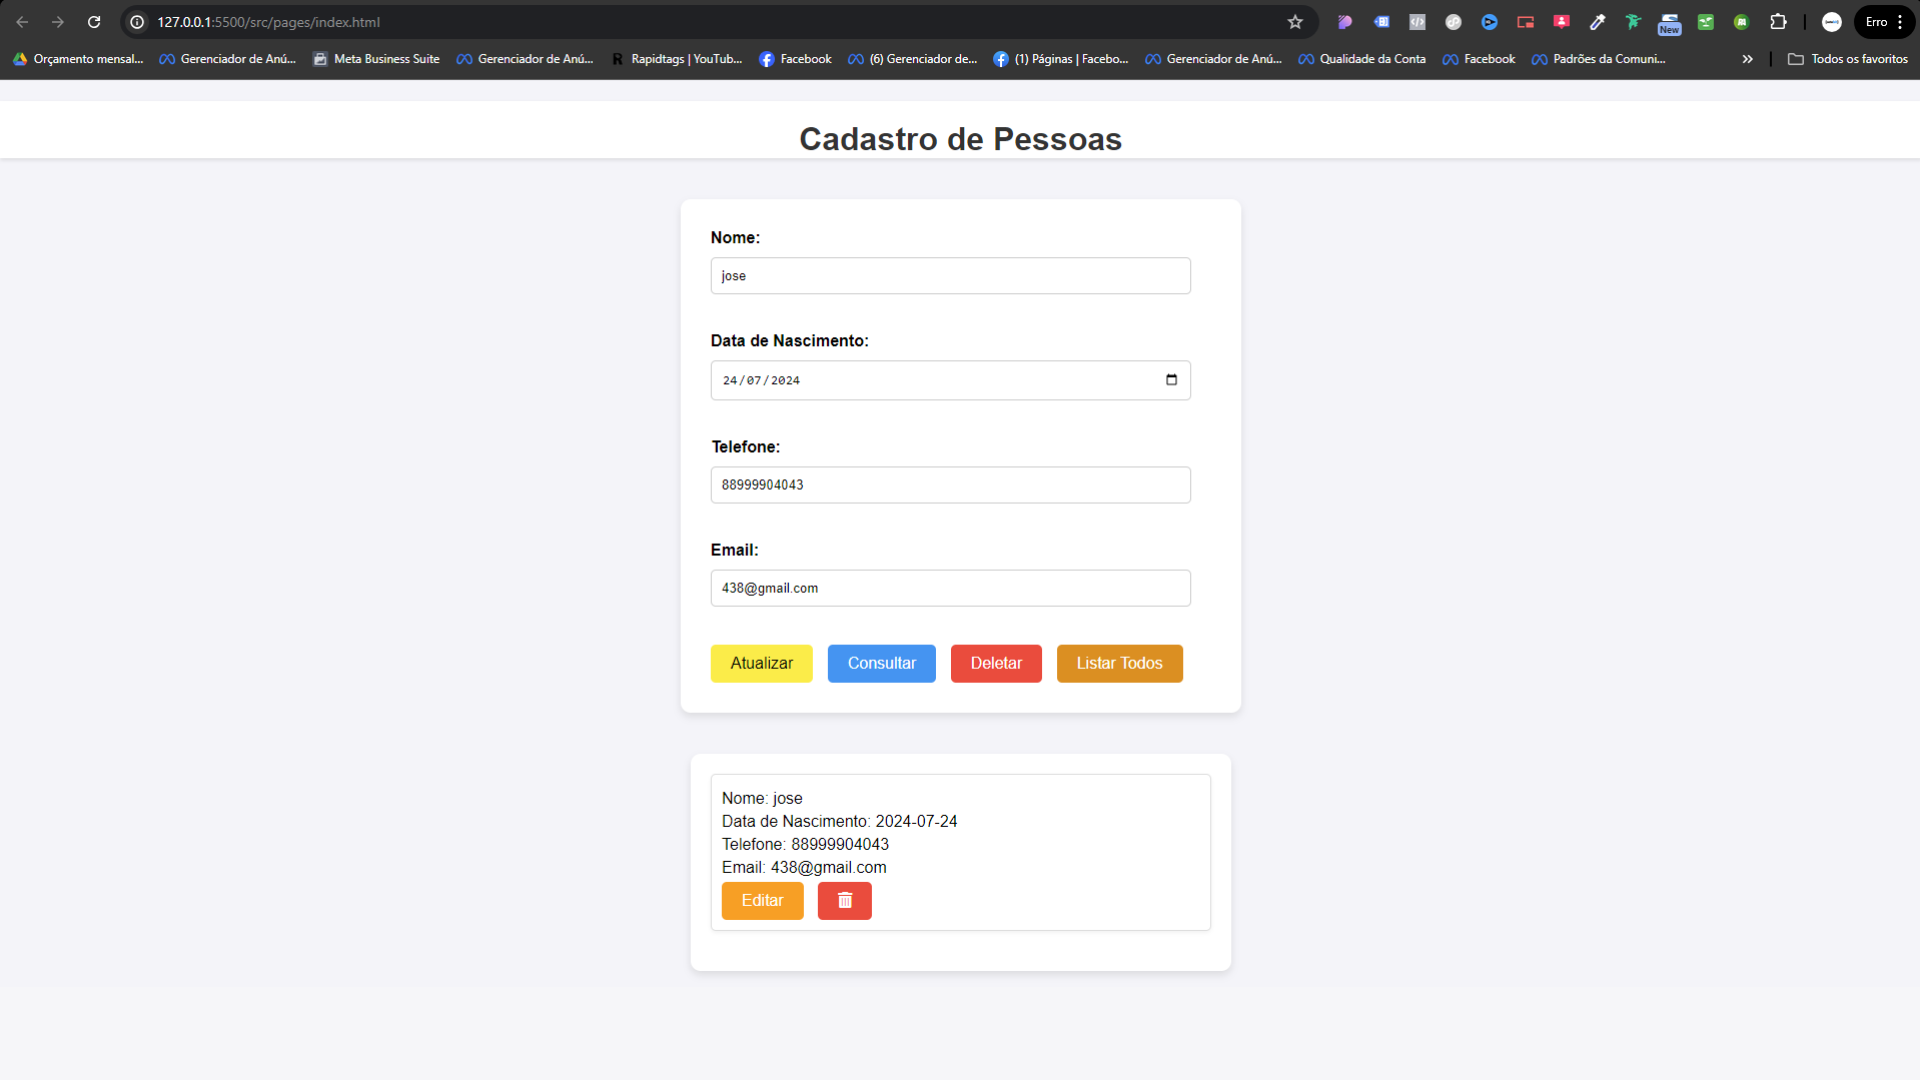 127.0.0.1:5500/src/pages/index.html
Erro
New
Orçamento mensal...
Gerenciador de Anú...
Meta Business Suite
Gerenciador de Anú...
Rapidtags | YouTub...
Facebook
(6) Gerenciador de...
(1) Páginas | Facebo...
Gerenciador de Anú...
Qualidade da Conta
Facebook
Padrões da Comuni...
Todos os favoritos
Cadastro de Pessoas
Nome:
jose
Data de Nascimento:
24/07/2024
Telefone:
88999904043
Email:
438@gmail.com
Atualizar
Consultar
Deletar
Listar Todos
Nome: jose
Data de Nascimento: 2024-07-24
Telefone: 88999904043
Email: 438@gmail.com
Editar